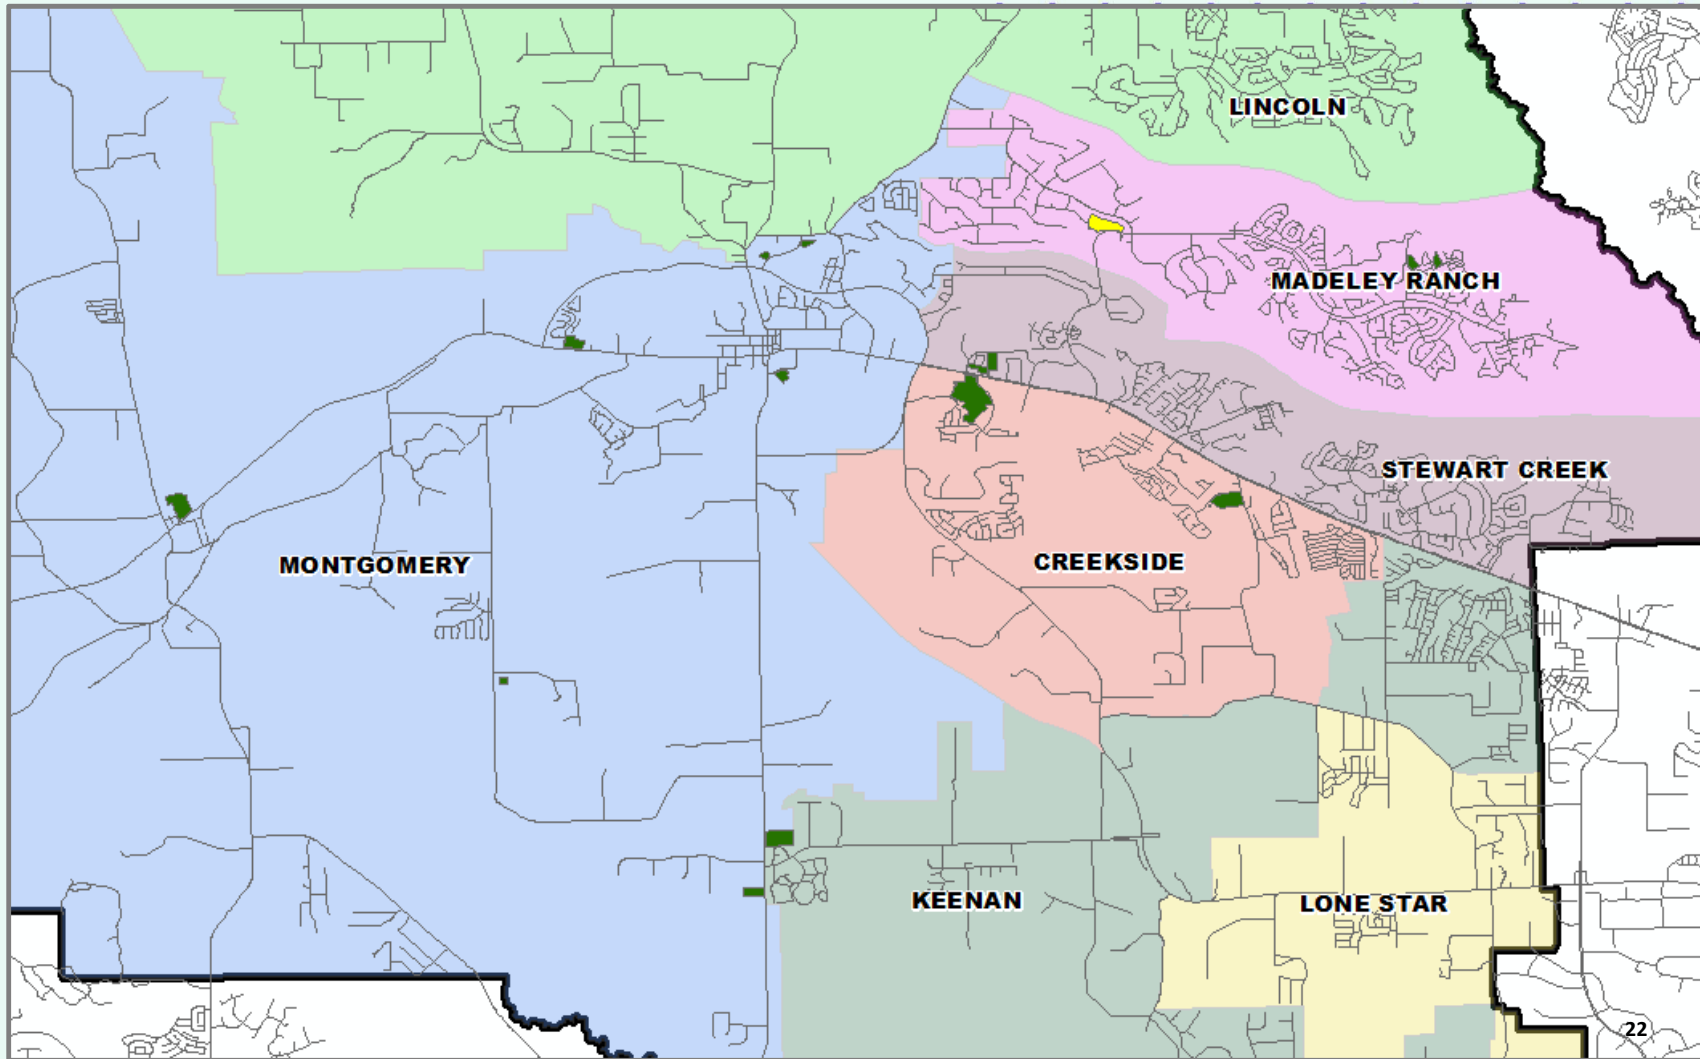 LINCOLN
MADELEY RANCH
STEWART CREEK
MONTGOMERY
CREEKSIDE
KEENAN
LONE STAR
22